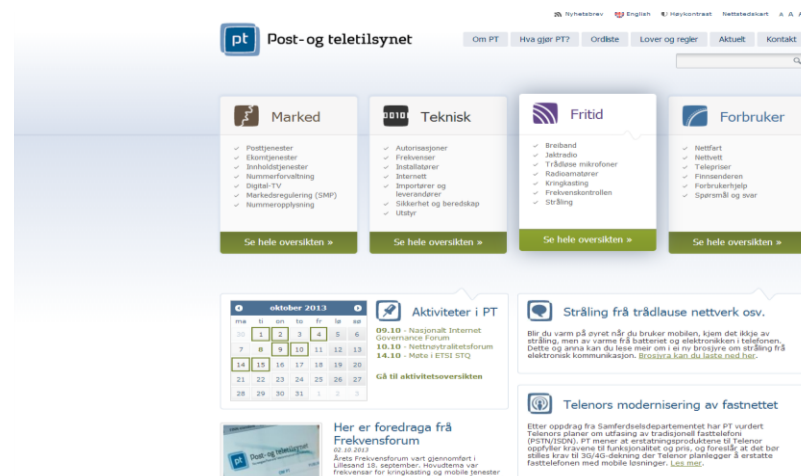 Nyhetsbrev English Høykontrast Nettstedskart A A A
pt Post- og teletilsynet
Om PT Hva gjør PT? Ordliste Lover og regler Aktuelt Kontakt
Marked
Posttjenester
Ekomtjenester
Innholdstjenester
Nummerforvaltning
Digital-TV
Markedsregulering (SMP)
Nummeropplysning
Se hele oversikten »
Teknisk
Autorisasjoner
Frekvenser
Installatører
Internett
Importører og
leverandører
Sikkerhet og beredskap
Utstyr
Se hele oversikten »
Fritid
Breiband
Jaktradio
Trådløse mikrofoner
Radioamatører
Kringkasting
Frekvenskontrollen
Stråling
Se hele oversikten »
Forbruker
Nettfart
Nettvett
Telepriser
Finnsenderen
Forbrukerhjelp
Spørsmål og svar
Se hele oversikten »
oktober 2013
ma ti on to fr lø sø
30 1 2 3 4 5 6
7 8 9 10 11 12 13
14 15 16 17 18 19 20
21 22 23 24 25 26 27
28 29 30 31 1 2 3
Aktiviteter i PT
09.10 - Nasjonalt Internet
Governance Forum
10.10 - Nettnøytralitetsforum
14.10 - Møte i ETSI STQ
Gå til aktivitetsoversikten
Stråling frå trådlause nettverk osv.
Blir du varm på øyret når du bruker mobilen, kjem det ikkje av
stråling, men av varme frå batteriet og elektronikken i telefonen.
Dette og anna kan du lese meir om i ei ny brosjyre om stråling frå
elektronisk kommunikasjon. Brosjyra kan du laste ned her.
Post- og teletilsynet
Her er foredraga frå
Frekvensforum
02.10.2013
Årets Frekvensforum vart gjennomført i
Lillesand 18. september. Hovudtema var
frekvensar for kringkasting og mobile tjenester
Telenors modernisering av fastnettet
Etter oppdrag fra Samferdselsdepartementet har PT vurdert
Telenors planer om utfasing av tradisjonell fasttelefoni
(PSTN/ISDN). PT mener at erstatningsproduktene til Telenor
oppfyller kravene til funksjonalitet og pris, og foreslår at det bør
stilles krav til 3G/4G-dekning der Telenor planlegger å erstatte
fasttelefonen med mobile løsninger. Les mer.